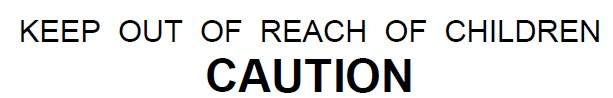 KEEP OUT OF REACH OF CHILDREN
CAUTION